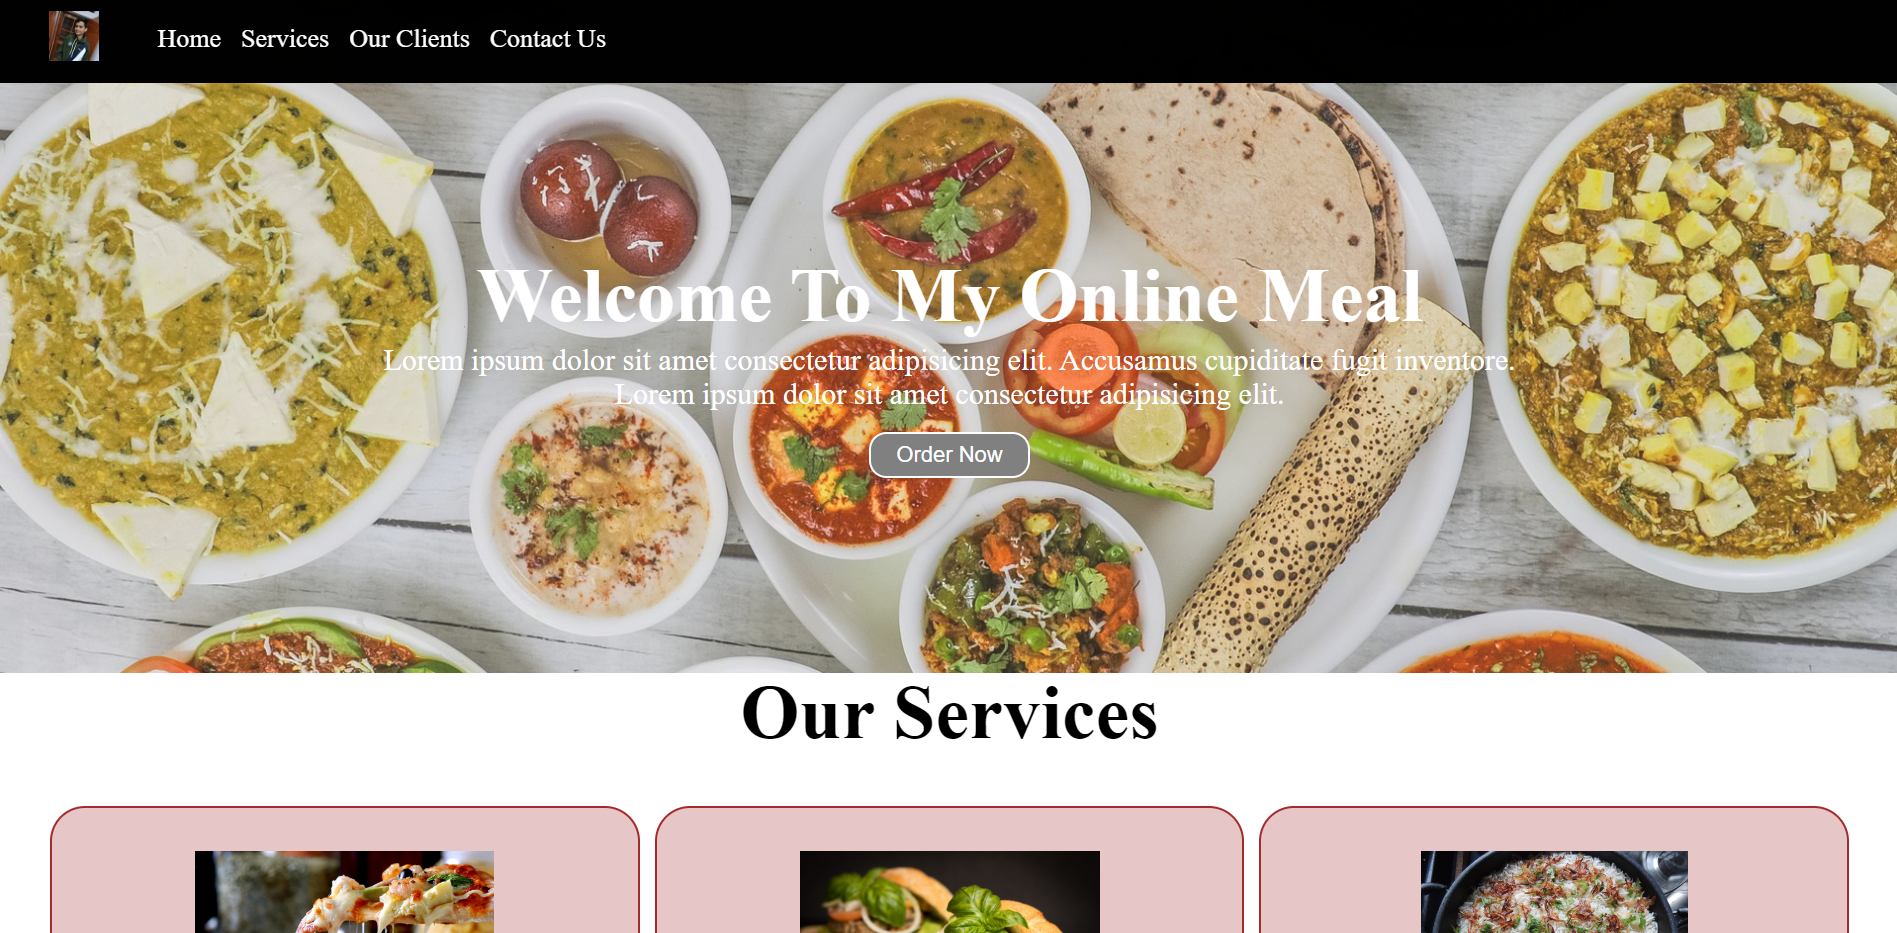 Home Services Our Clients Contact Us
Welcome To My Online Meal
Lorem ipsum dolor sit amet consectetur adipisicing elit. Accusamus cupiditate fugit inventore.
Lorem ipsum dolor sit amet consectetur adipisicing elit.
Order Now
Our Services